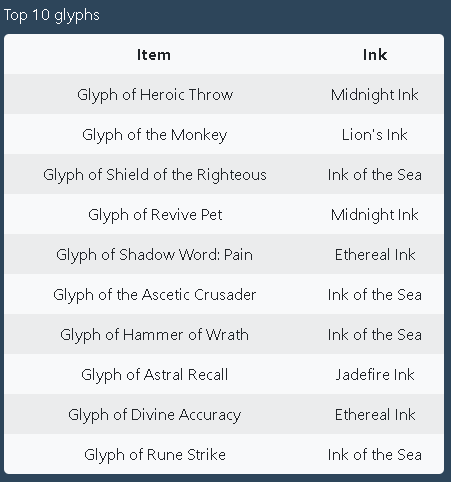 Top 10 glyphs
Item Ink
Glyph of Heroic Throw Midnight Ink
Glyph of the Monkey Lion's Ink
Glyph of Shield of the Righteous Ink of the Sea
Glyph of Revive Pet Midnight Ink
Glyph of Shadow Word: Pain Ethereal Ink
Glyph of the Ascetic Crusader Ink of the Sea
Glyph of Hammer of Wrath Ink of the Sea
Glyph of Astral Recall Jadefire Ink
Glyph of Divine Accuracy Ethereal Ink
Glyph of Rune Strike Ink of the Sea